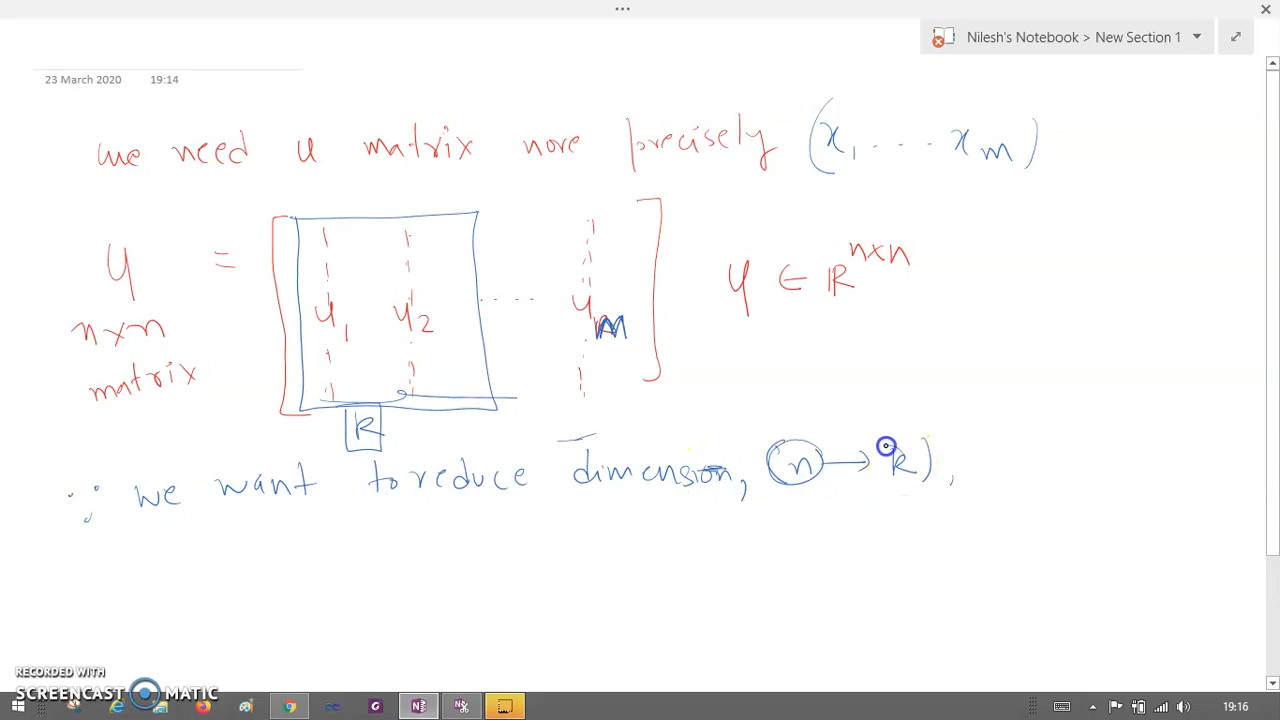 Nilesh's Notebook > New Section 1
23 March 2020 19:14
we need u matrix nore precisely (x1 .... xm)
u = [ u1 u2 ..... um ] u ∈ R^n×n
n×n
matrix
k
∵ we want to reduce dimension, (n → k),
RECORDED WITH
SCREENCAST MATIC
19:16